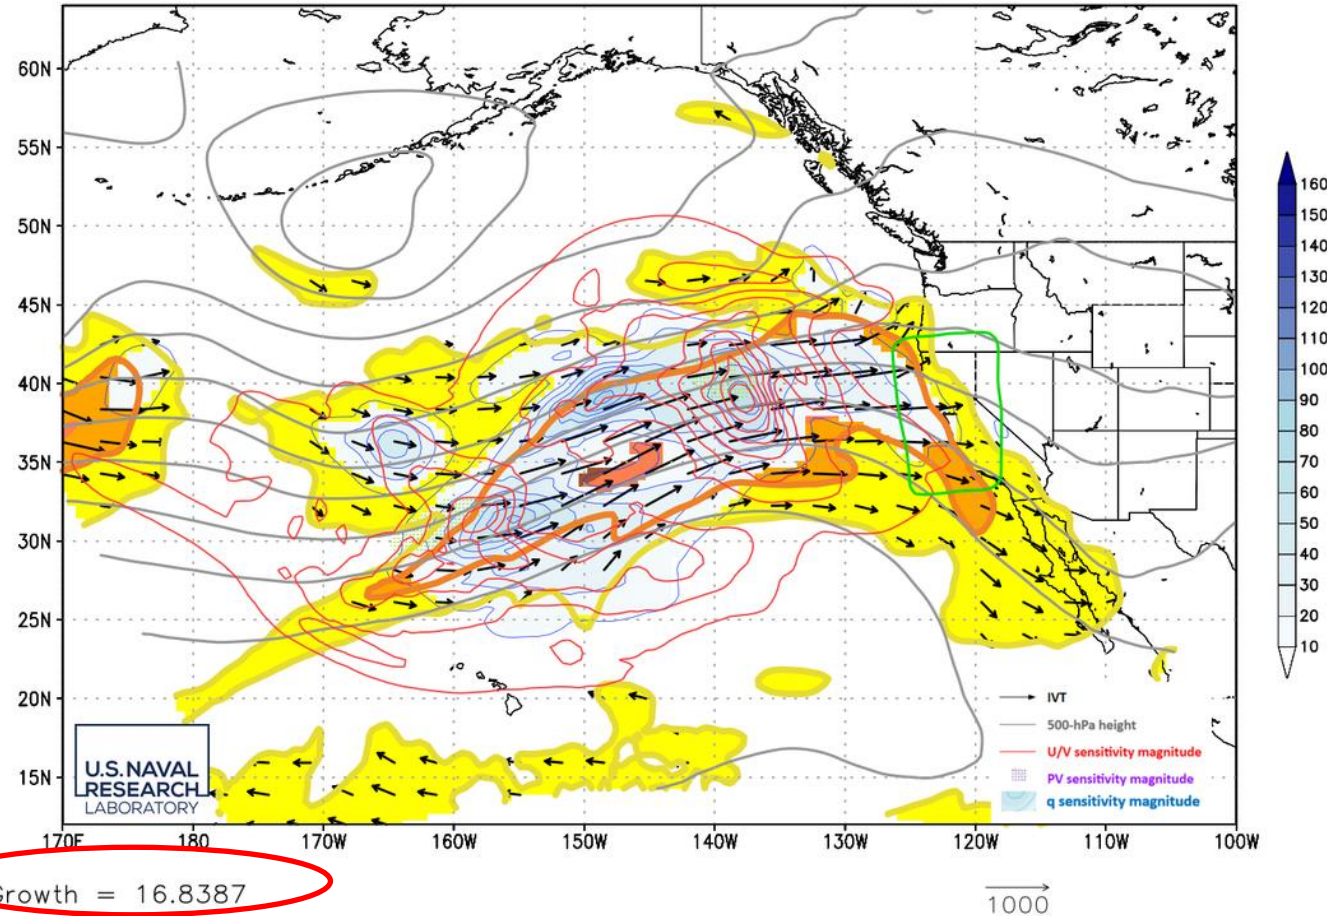 60N
55N
50N
45N
40N
35N
30N
25N
20N
15N
170E
180
170W
160W
150W
140W
130W
120W
110W
100W
160
150
140
130
120
110
100
90
80
70
60
50
40
30
20
10
IVT
500-hPa height
U/V sensitivity magnitude
PV sensitivity magnitude
q sensitivity magnitude
U.S. NAVAL
RESEARCH
LABORATORY
Growth = 16.8387
1000